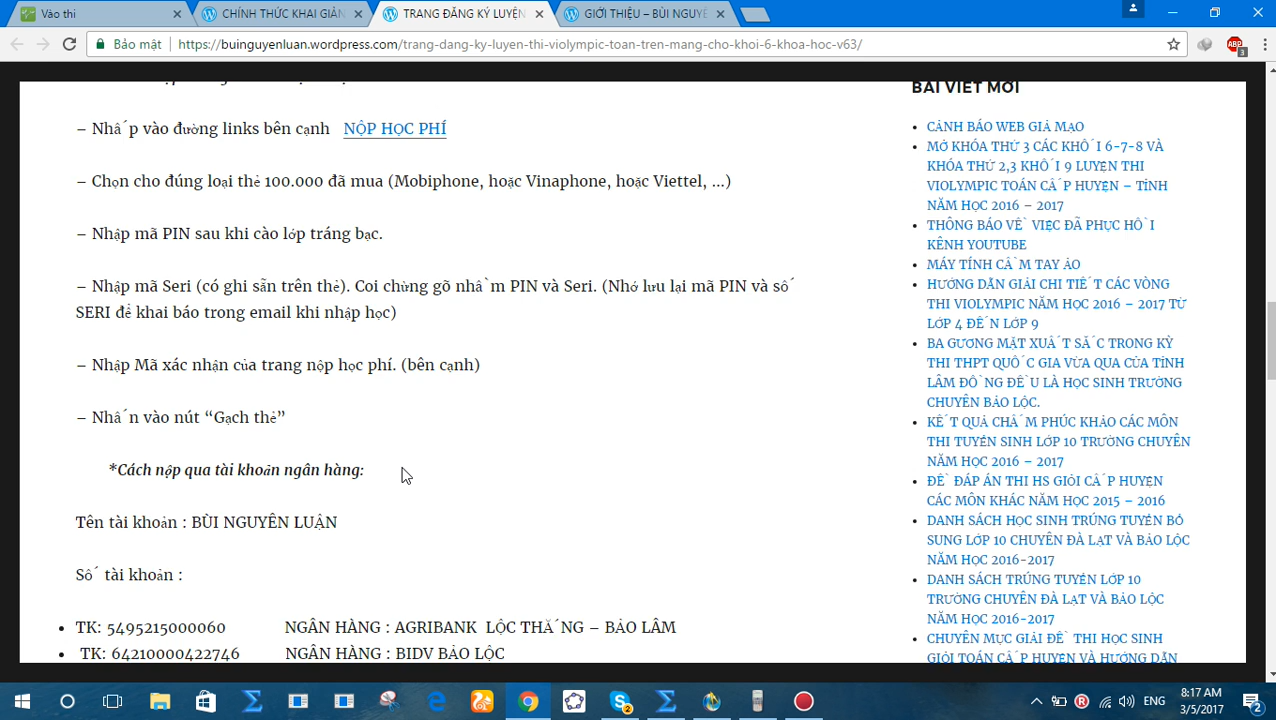 Vào thi
CHÍNH THỨC KHAI GIẢN
TRANG ĐĂNG KÝ LUYỆN
GIỚI THIỆU – BÙI NGUYÊ
Bảo mật
https://buinguyenluan.wordpress.com/trang-dang-ky-luyen-thi-violympic-toan-tren-mang-cho-khoi-6-khoa-hoc-v63/
ABP
3
– Nhấp vào đường links bên cạnh NỘP HỌC PHÍ
– Chọn cho đúng loại thẻ 100.000 đã mua (Mobiphone, hoặc Vinaphone, hoặc Viettel, ...)
– Nhập mã PIN sau khi cào lớp tráng bạc.
– Nhập mã Seri (có ghi sẵn trên thẻ). Coi chừng gõ nhầm PIN và Seri. (Nhớ lưu lại mã PIN và số
SERI để khai báo trong email khi nhập học)
– Nhập Mã xác nhận của trang nộp học phí. (bên cạnh)
– Nhấn vào nút “Gạch thẻ”
*Cách nộp qua tài khoản ngân hàng:
Tên tài khoản : BÙI NGUYÊN LUẬN
Số tài khoản :
• TK: 5495215000060 NGÂN HÀNG : AGRIBANK LỘC THẮNG – BẢO LÂM
• TK: 64210000422746 NGÂN HÀNG : BIDV BẢO LỘC
BÀI VIẾT MỚI
• CẢNH BÁO WEB GIẢ MẠO
• MỞ KHÓA THỨ 3 CÁC KHỐI 6-7-8 VÀ
KHÓA THỨ 2,3 KHỐI 9 LUYỆN THI
VIOLYMPIC TOÁN CẤP HUYỆN – TỈNH
NĂM HỌC 2016 – 2017
• THÔNG BÁO VỀ VIỆC ĐÃ PHỤC HỒI
KÊNH YOUTUBE
• MÁY TÍNH CẦM TAY ẢO
• HƯỚNG DẪN GIẢI CHI TIẾT CÁC VÒNG
THI VIOLYMPIC NĂM HỌC 2016 – 2017 TỪ
LỚP 4 ĐẾN LỚP 9
• BA GƯƠNG MẶT XUẤT SẮC TRONG KỲ
THI THPT QUỐC GIA VỪA QUA CỦA TỈNH
LÂM ĐỒNG ĐỀU LÀ HỌC SINH TRƯỜNG
CHUYÊN BẢO LỘC.
• KẾT QUẢ CHẤM PHÚC KHẢO CÁC MÔN
THI TUYỂN SINH LỚP 10 TRƯỜNG CHUYÊN
NĂM HỌC 2016 – 2017
• ĐỀ ĐÁP ÁN THI HS GIỎI CẤP HUYỆN
CÁC MÔN KHÁC NĂM HỌC 2015 – 2016
• DANH SÁCH HỌC SINH TRÚNG TUYỂN BỔ
SUNG LỚP 10 CHUYÊN ĐÀ LẠT VÀ BẢO LỘC
NĂM HỌC 2016-2017
• DANH SÁCH TRÚNG TUYỂN LỚP 10
TRƯỜNG CHUYÊN ĐÀ LẠT VÀ BẢO LỘC
NĂM HỌC 2016-2017
• CHUYÊN MỤC GIẢI ĐỀ THI HỌC SINH
GIỎI TOÁN CẤP HUYỆN VÀ HƯỚNG DẪN
ENG
8:17 AM
3/5/2017
2
2